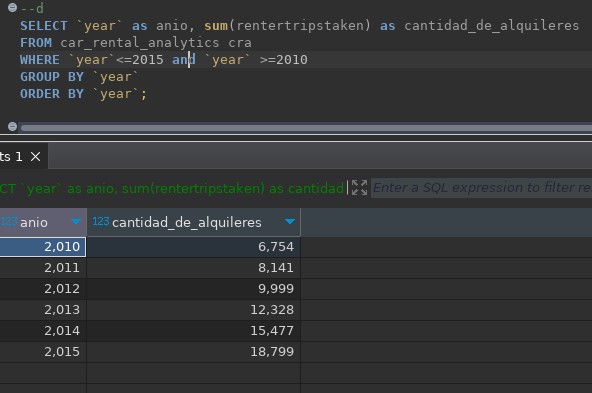 --d
SELECT `year` as anio, sum(rentertripstaken) as cantidad_de_alquileres
FROM car_rental_analytics cra
WHERE `year`<=2015 and `year` >=2010
GROUP BY `year`
ORDER BY `year`;
ts 1 ×
CT `year` as anio, sum(rentertripstaken) as cantidad Enter a SQL expression to filter re
123 anio 123 cantidad_de_alquileres
2,010 6,754
2,011 8,141
2,012 9,999
2,013 12,328
2,014 15,477
2,015 18,799